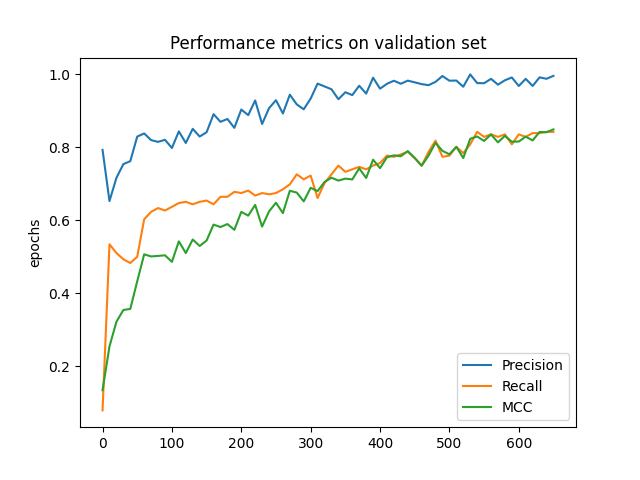 Performance metrics on validation set
1.0
0.8
0.6
0.4
0.2
epochs
Precision
Recall
MCC
0 100 200 300 400 500 600